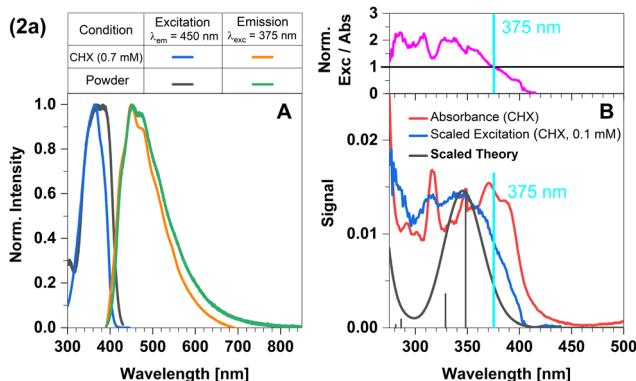 (2a)
Condition Excitation Emission
λem = 450 nm λexc = 375 nm
CHX (0.7 mM)
Powder
A
1.0
0.8
0.6
0.4
0.2
0.0
Norm. Intensity
300 400 500 600 700 800
Wavelength [nm]
375 nm
Norm.
Exc / Abs
3
2
1
0
B
Absorbance (CHX)
Scaled Excitation (CHX, 0.1 mM)
Scaled Theory
375 nm
0.02
0.01
0.00
Signal
300 350 400 450 500
Wavelength [nm]